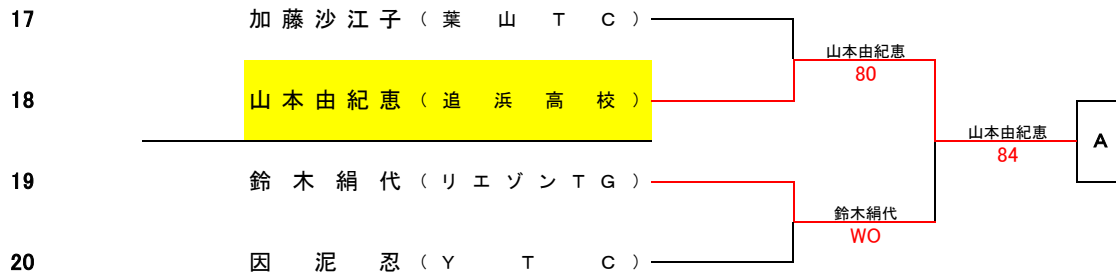 17 加藤沙江子(葉山TC)
山本由紀恵
80
18 山本由紀恵(追浜高校)
山本由紀恵
84
A
19 鈴木絹代(リエゾンTG)
鈴木絹代
WO
20 因泥忍(YTC)